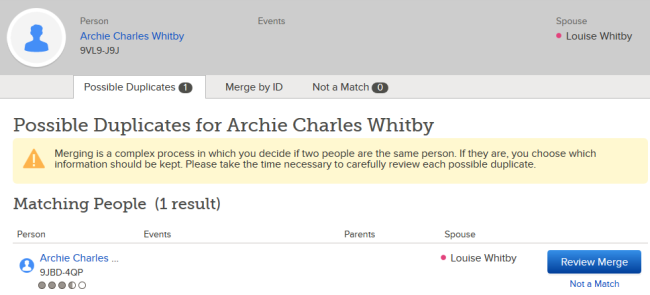 Person Events Spouse
Archie Charles Whitby Louise Whitby
9VL9-J9J
Possible Duplicates 1 Merge by ID Not a Match 0
Possible Duplicates for Archie Charles Whitby
Merging is a complex process in which you decide if two people are the same person. If they are, you choose which
information should be kept. Please take the time necessary to carefully review each possible duplicate.
Matching People (1 result)
Person Events Parents Spouse
Archie Charles ... Louise Whitby Review Merge
9JBD-4QP
Not a Match